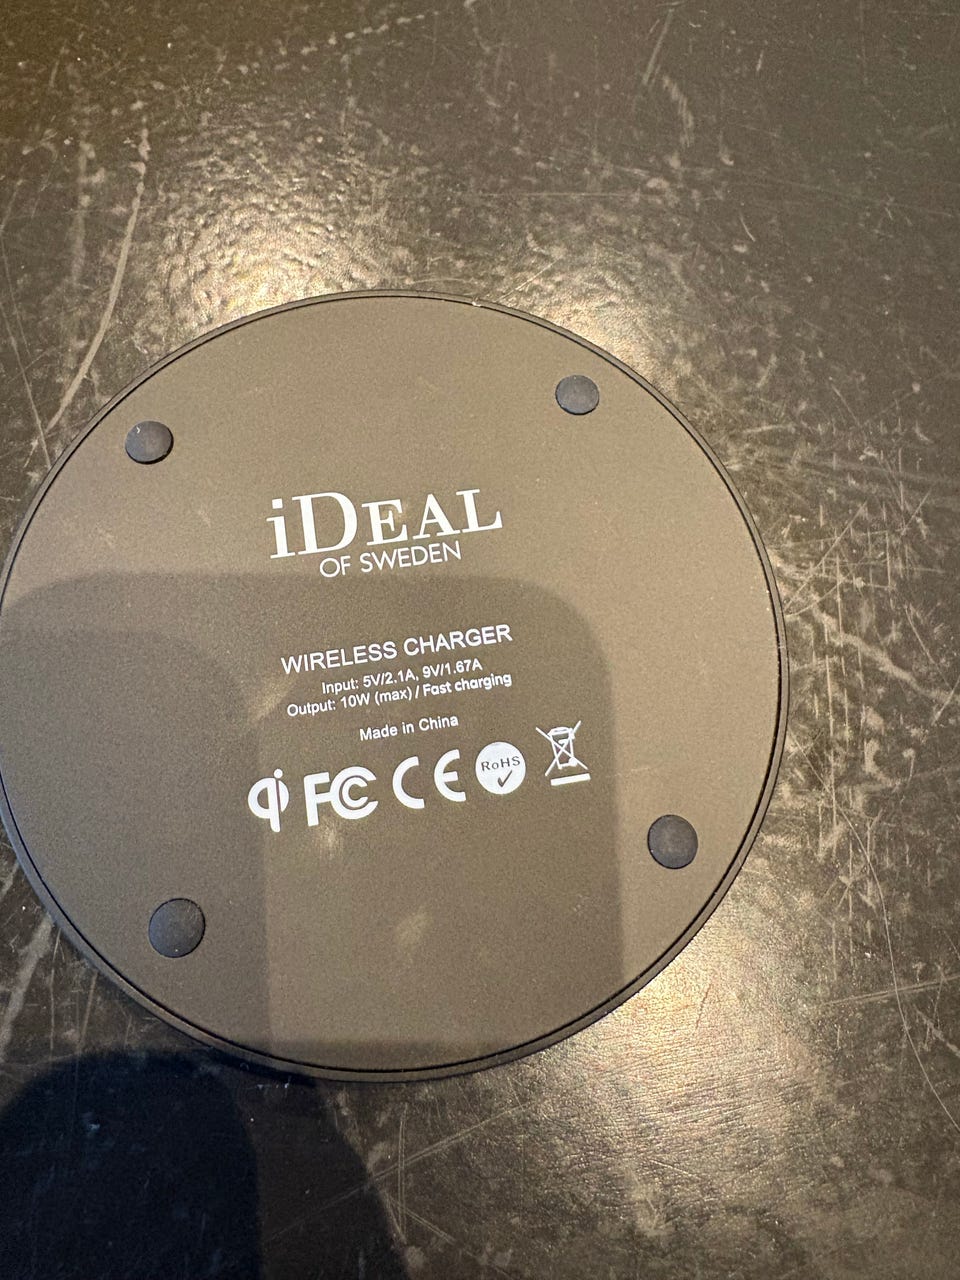 iDEAL
OF SWEDEN
WIRELESS CHARGER
Input: 5V/2.1A, 9V/1.67A
Output: 10W (max) / Fast charging
Made in China
qi FC CE RoHS